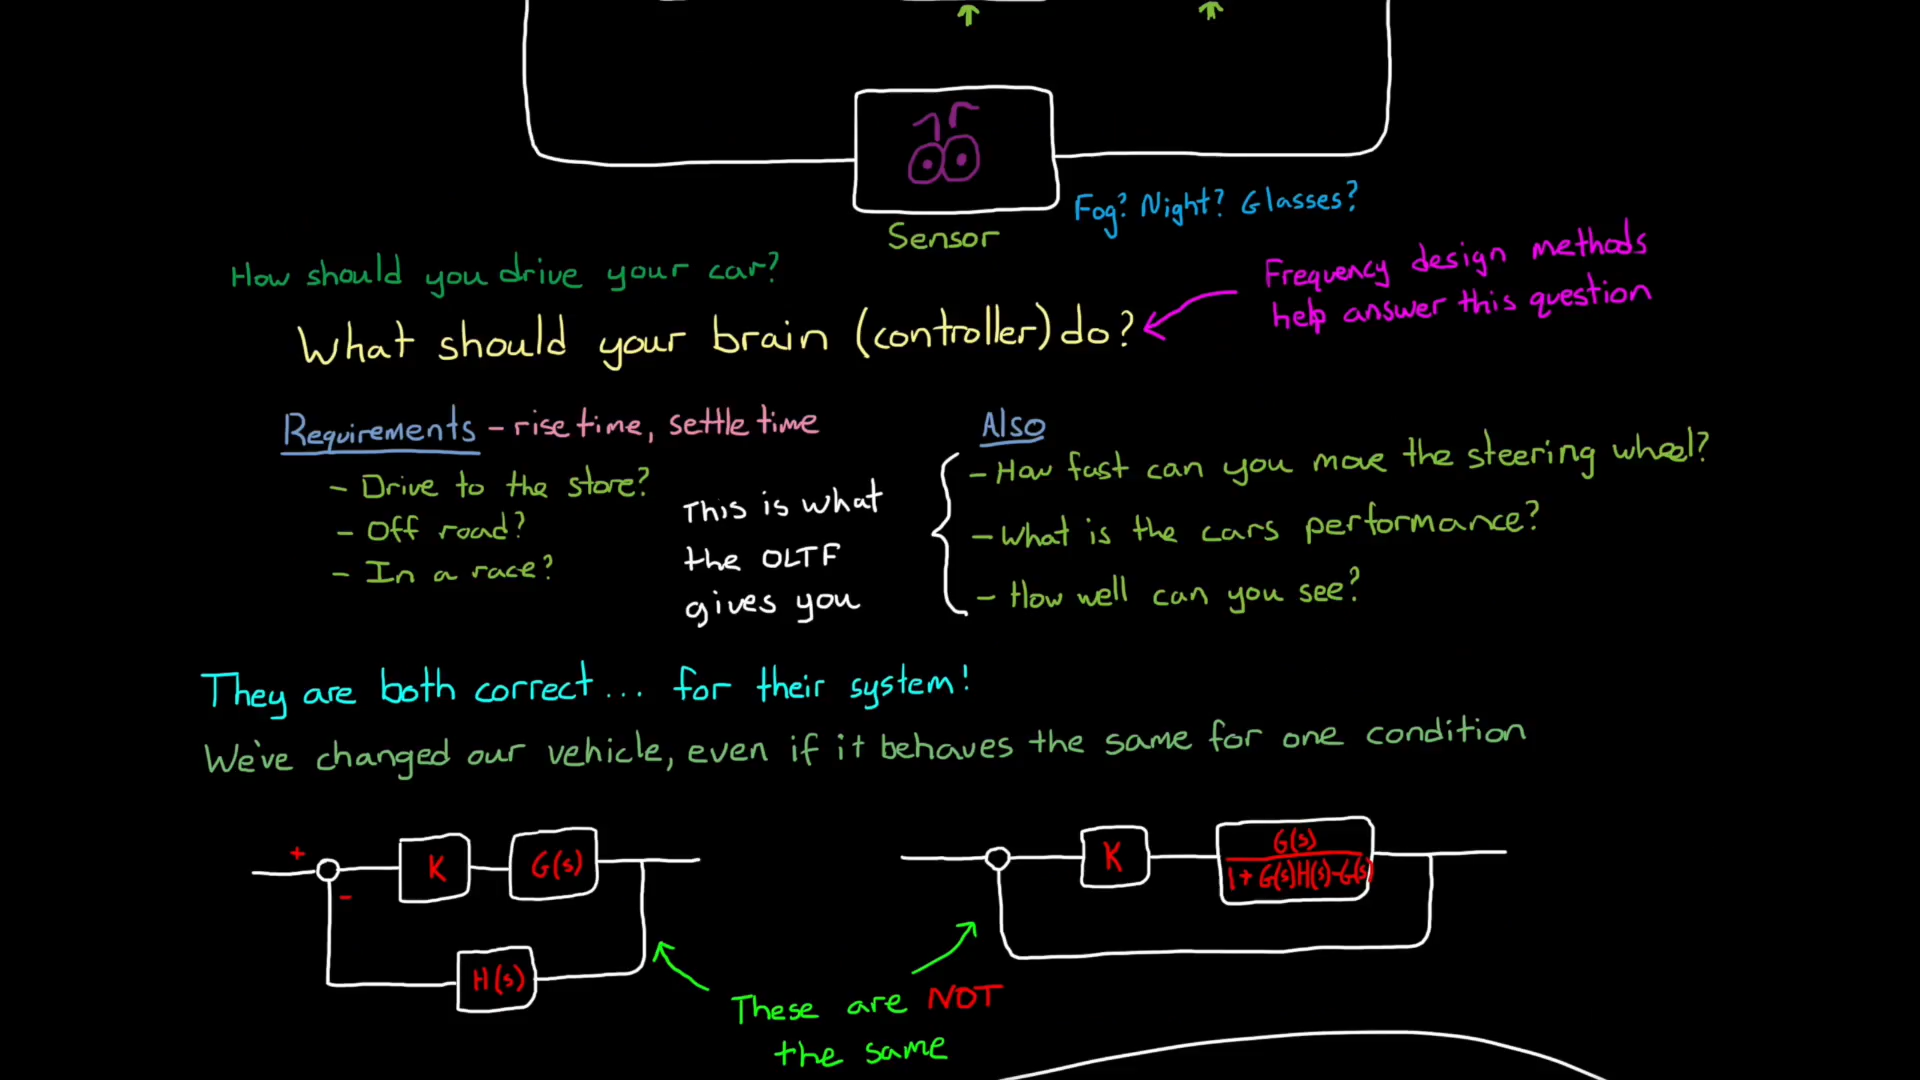 Sensor
Fog? Night? Glasses?
How should you drive your car?
Frequency design methods
help answer this question
What should your brain (controller) do?
Requirements - rise time, settle time
- Drive to the store?
- Off road?
- In a race?
This is what
the OLTF
gives you
Also
- How fast can you move the steering wheel?
- What is the cars performance?
- How well can you see?
They are both correct... for their system!
We've changed our vehicle, even if it behaves the same for one condition
+
-
K
G(s)
H(s)
K
G(s)
1 + G(s)H(s) - G(s)
These are NOT
the same